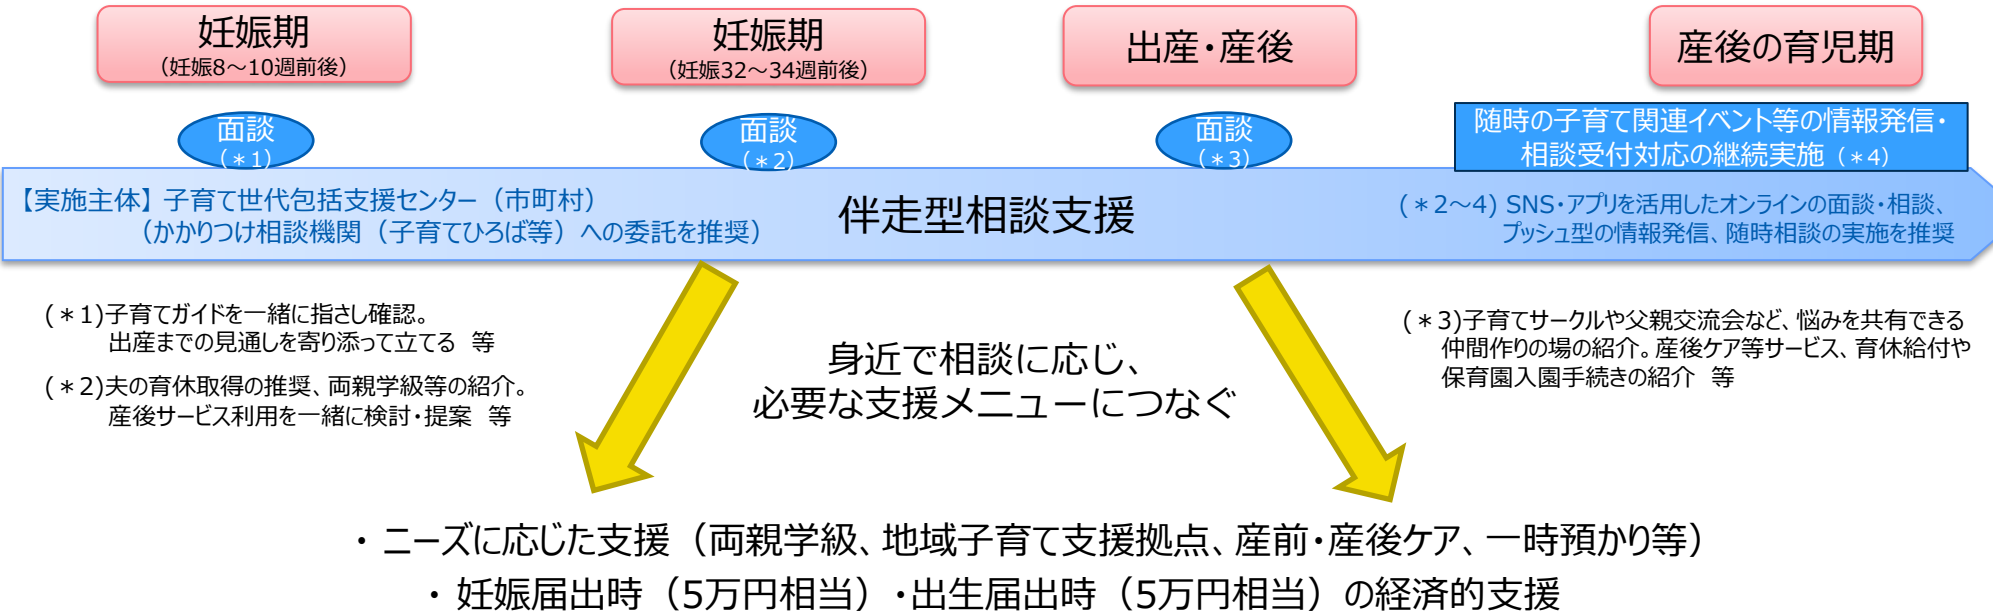 妊娠期
（妊娠8～10週前後）
妊娠期
（妊娠32～34週前後）
出産・産後
産後の育児期
面談
（＊1）
面談
（＊2）
面談
（＊3）
随時の子育て関連イベント等の情報発信・
相談受付対応の継続実施（＊4）
【実施主体】子育て世代包括支援センター（市町村）
（かかりつけ相談機関（子育てひろば等）への委託を推奨）
伴走型相談支援
(＊2～4) SNS・アプリを活用したオンラインの面談・相談、
プッシュ型の情報発信、随時相談の実施を推奨
(＊1)子育てガイドを一緒に指さし確認。
出産までの見通しを寄り添って立てる 等
(＊2)夫の育休取得の推奨、両親学級等の紹介。
産後サービス利用を一緒に検討・提案 等
身近で相談に応じ、
必要な支援メニューにつなぐ
(＊3)子育てサークルや父親交流会など、悩みを共有できる
仲間作りの場の紹介。産後ケア等サービス、育休給付や
保育園入園手続きの紹介 等
・ ニーズに応じた支援（両親学級、地域子育て支援拠点、産前・産後ケア、一時預かり等）
・ 妊娠届出時（5万円相当）・出生届出時（5万円相当）の経済的支援